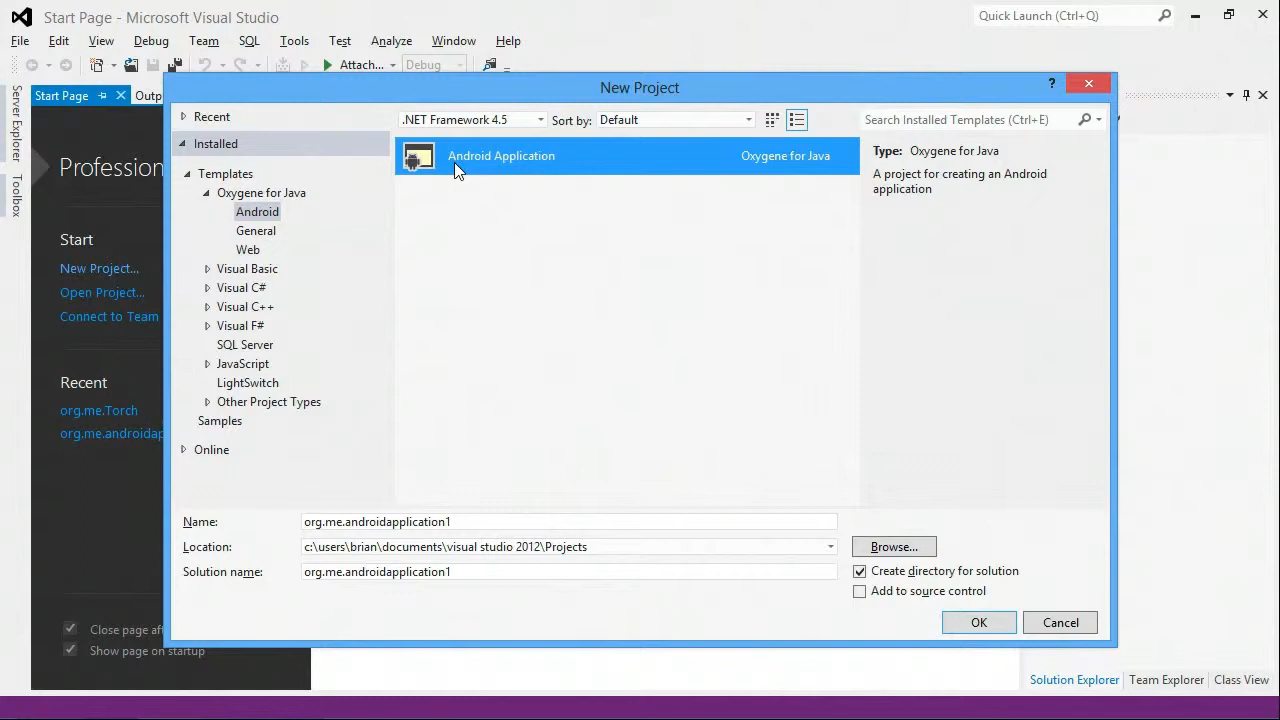 Start Page - Microsoft Visual Studio
Quick Launch (Ctrl+Q)
File Edit View Debug Team SQL Tools Test Analyze Window Help
Attach... Debug
Server Explorer
Toolbox
Start Page
Outp
New Project
?
Recent
Installed
Templates
Oxygene for Java
Android
General
Web
Visual Basic
Visual C#
Visual C++
Visual F#
SQL Server
JavaScript
LightSwitch
Other Project Types
Samples
Online
.NET Framework 4.5 Sort by: Default
Search Installed Templates (Ctrl+E)
Android Application Oxygene for Java
Type: Oxygene for Java
A project for creating an Android
application
Name: org.me.androidapplication1
Location: c:\users\brian\documents\visual studio 2012\Projects
Browse...
Solution name: org.me.androidapplication1
Create directory for solution
Add to source control
OK Cancel
Profession
Start
New Project...
Open Project...
Connect to Team
Recent
org.me.Torch
org.me.androidap
Close page af
Show page on startup
Solution Explorer Team Explorer Class View